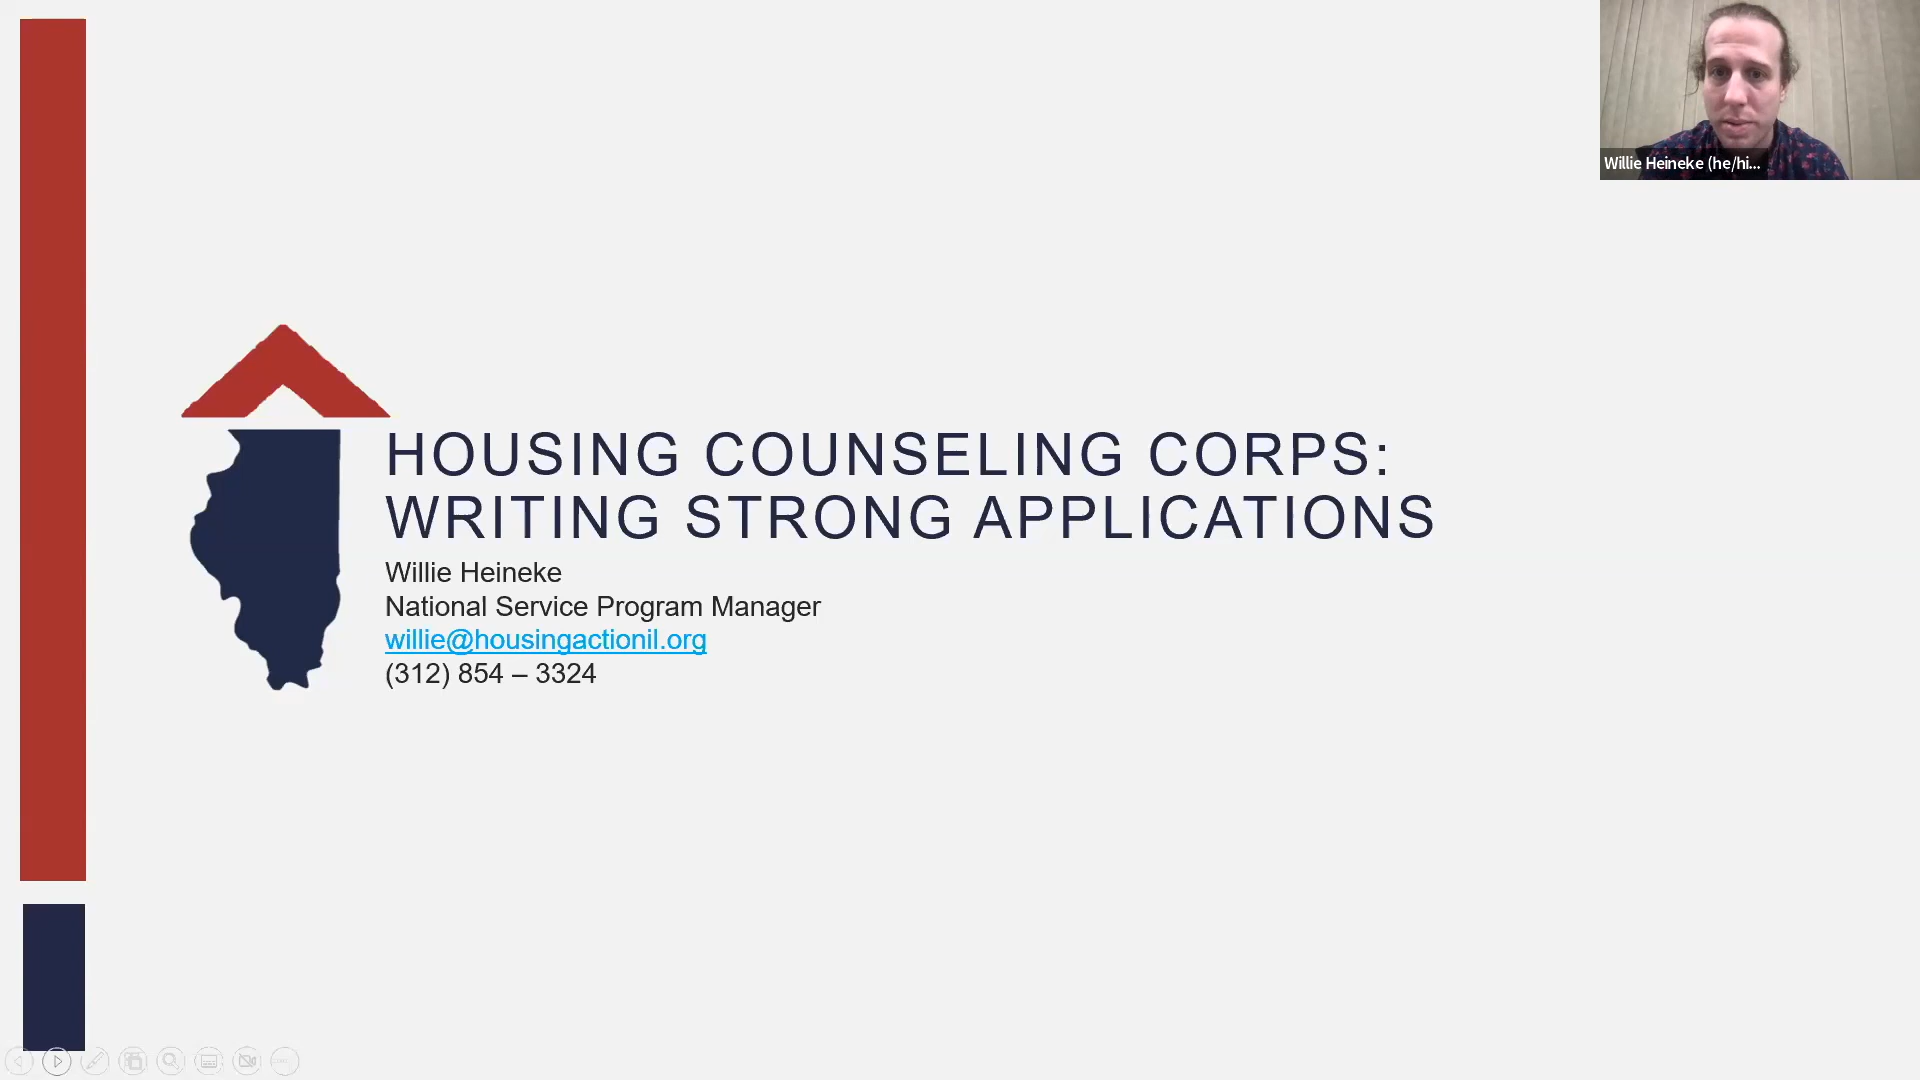 Willie Heineke (he/hi...
HOUSING COUNSELING CORPS:
WRITING STRONG APPLICATIONS
Willie Heineke
National Service Program Manager
willie@housingactionil.org
(312) 854 – 3324